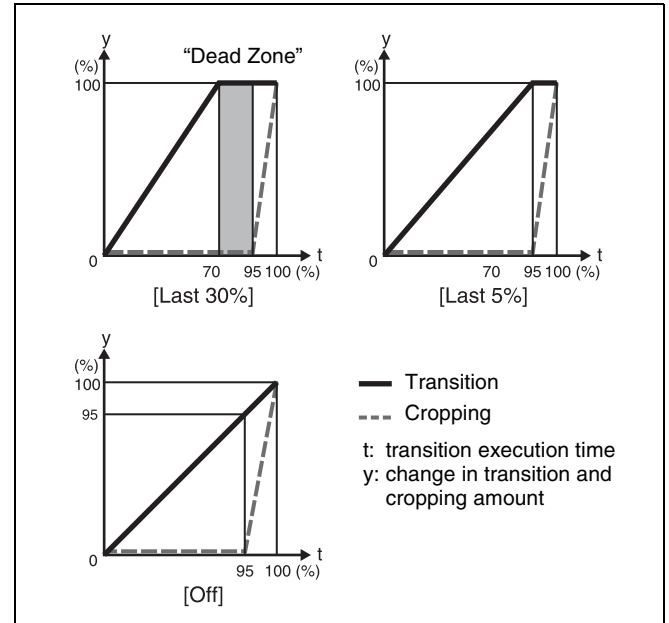 y
“Dead Zone”
(%)
100
0
70 95 100 (%)
t
[Last 30%]
y
(%)
100
0
70 95 100 (%)
t
[Last 5%]
y
(%)
100
95
0
95 100 (%)
t
[Off]
Transition
Cropping
t: transition execution time
y: change in transition and
cropping amount